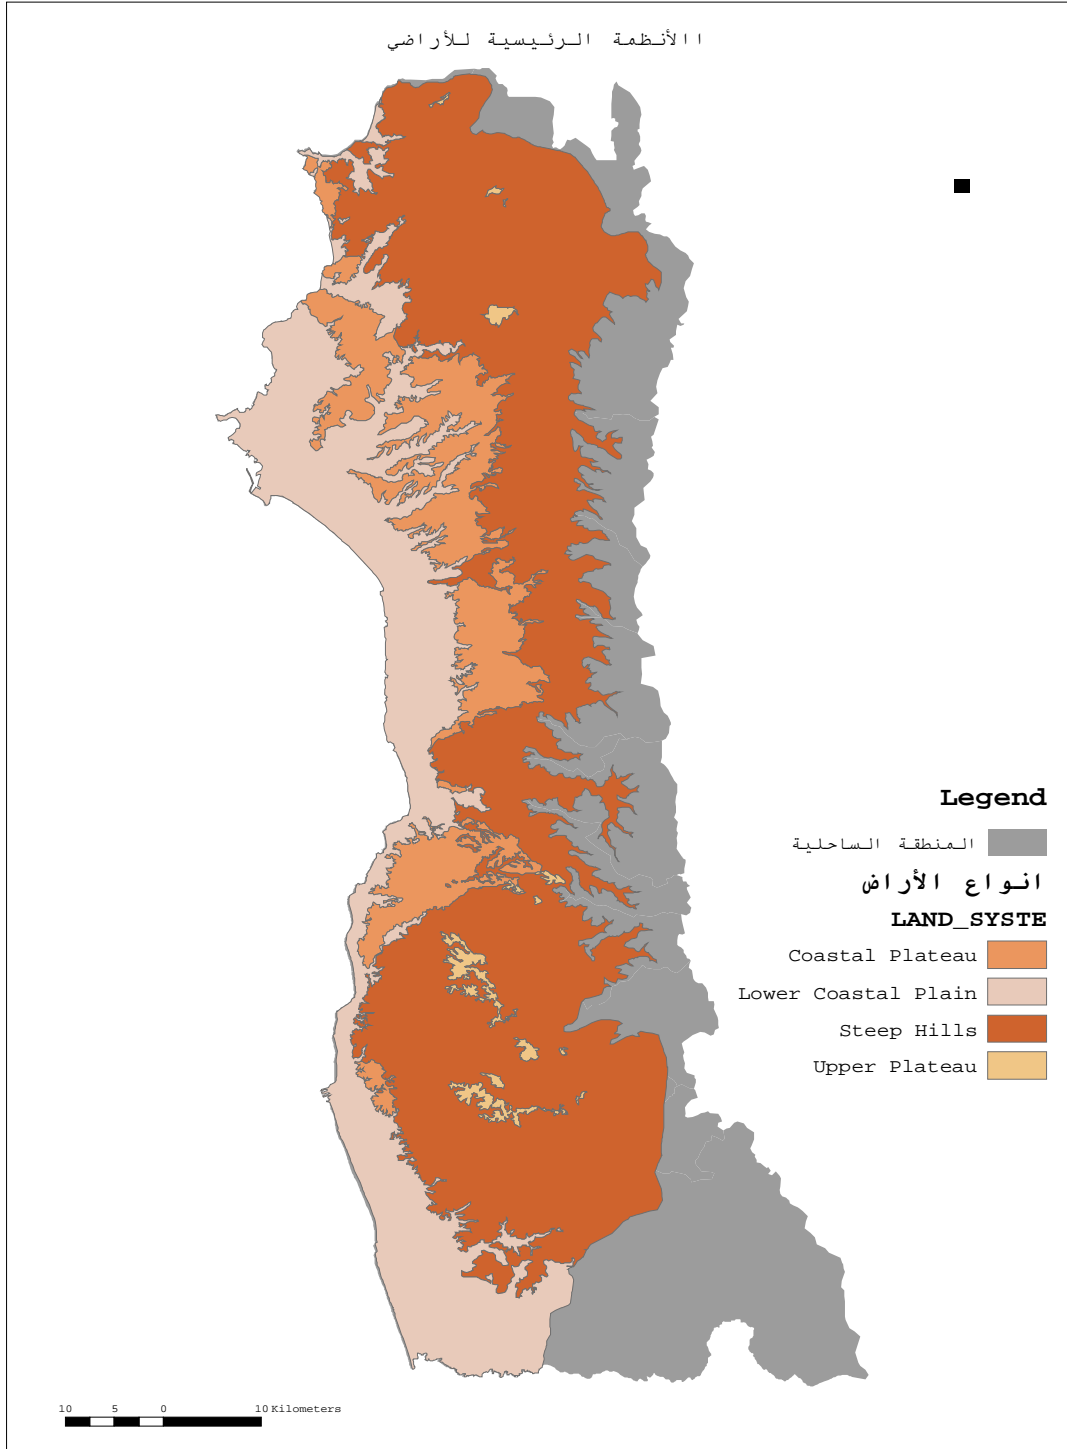 االأنظمة الرئيسية للأراضي
Legend
المنطقة الساحلية
انواع الأراض
LAND_SYSTE
Coastal Plateau
Lower Coastal Plain
Steep Hills
Upper Plateau
10 5 0 10 Kilometers